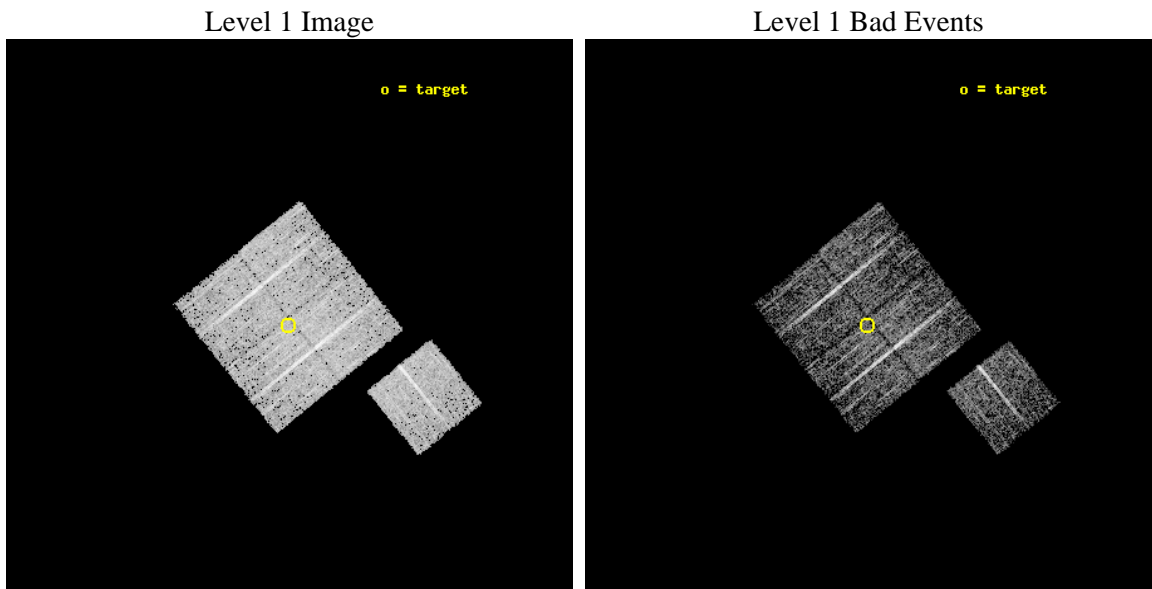 Level 1 Image
Level 1 Bad Events
o = target
o = target